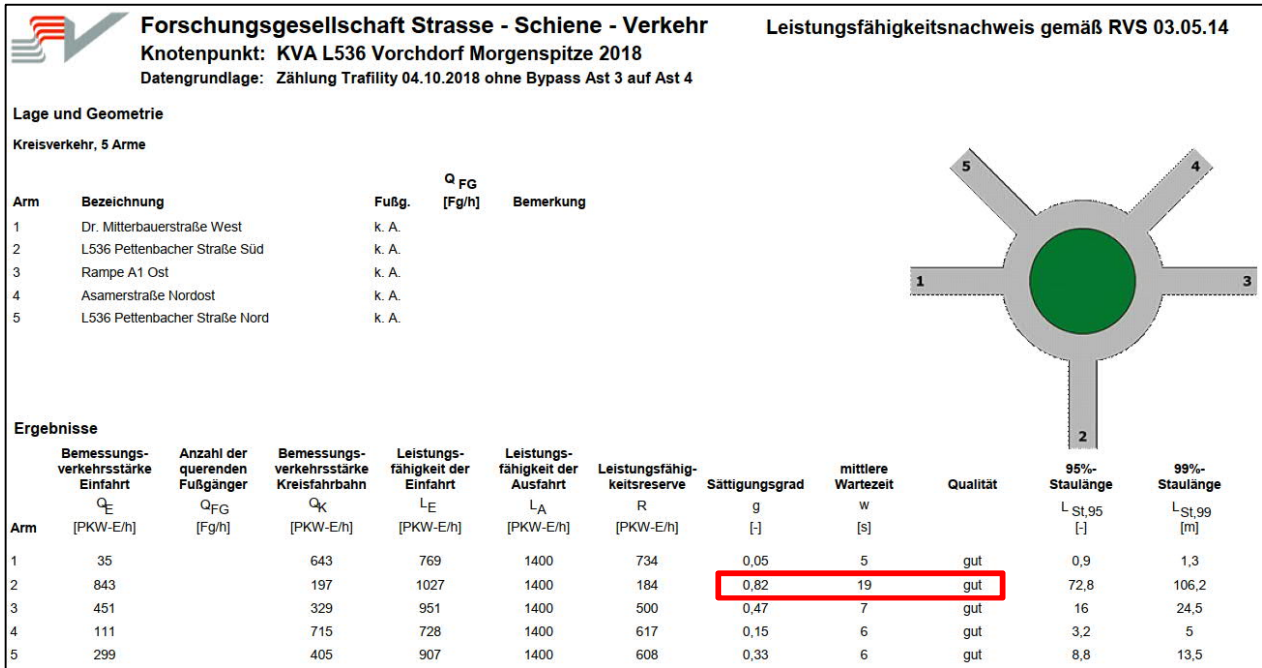 Forschungsgesellschaft Strasse - Schiene - Verkehr Leistungsfähigkeitsnachweis gemäß RVS 03.05.14
Knotenpunkt: KVA L536 Vorchdorf Morgenspitze 2018
Datengrundlage: Zählung Trafility 04.10.2018 ohne Bypass Ast 3 auf Ast 4
Lage und Geometrie
Kreisverkehr, 5 Arme
Q FG
Arm Bezeichnung Fußg. [Fg/h] Bemerkung
1 Dr. Mitterbauerstraße West k. A.
2 L536 Pettenbacher Straße Süd k. A.
3 Rampe A1 Ost k. A.
4 Asamerstraße Nordost k. A.
5 L536 Pettenbacher Straße Nord k. A.
5 4
1 3
2
Ergebnisse
Bemessungs- Anzahl der Bemessungs- Leistungs- Leistungs-
verkehrsstärke querenden verkehrsstärke fähigkeit der fähigkeit der Leistungsfähig- mittlere 95%- 99%-
Einfahrt Fußgänger Kreisfahrbahn Einfahrt Ausfahrt keitsreserve Sättigungsgrad Wartezeit Qualität Staulänge Staulänge
QE QFG QK LE LA R g w L St,95 L St,99
Arm [PKW-E/h] [Fg/h] [PKW-E/h] [PKW-E/h] [PKW-E/h] [PKW-E/h] [-] [s] [-] [m]
1 35 643 769 1400 734 0,05 5 gut 0,9 1,3
2 843 197 1027 1400 184 0,82 19 gut 72,8 106,2
3 451 329 951 1400 500 0,47 7 gut 16 24,5
4 111 715 728 1400 617 0,15 6 gut 3,2 5
5 299 405 907 1400 608 0,33 6 gut 8,8 13,5